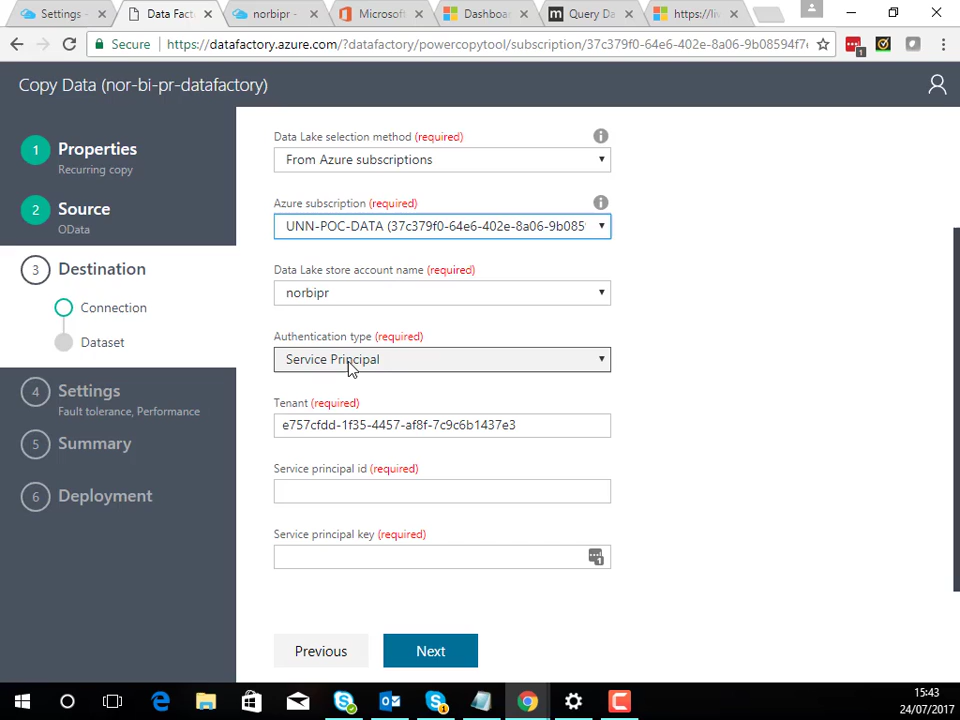 Settings -
Data Fact
norbipr -
Microsoft
Dashboa
Query Da
https://liv
Secure
https://datafactory.azure.com/?datafactory/powercopytool/subscription/37c379f0-64e6-402e-8a06-9b08594f7
Copy Data (nor-bi-pr-datafactory)
1 Properties
Recurring copy
2 Source
OData
3 Destination
Connection
Dataset
4 Settings
Fault tolerance, Performance
5 Summary
6 Deployment
Data Lake selection method (required)
From Azure subscriptions
Azure subscription (required)
UNN-POC-DATA (37c379f0-64e6-402e-8a06-9b085
Data Lake store account name (required)
norbipr
Authentication type (required)
Service Principal
Tenant (required)
e757cfdd-1f35-4457-af8f-7c9c6b1437e3
Service principal id (required)
Service principal key (required)
1
Previous
Next
15:43
24/07/2017